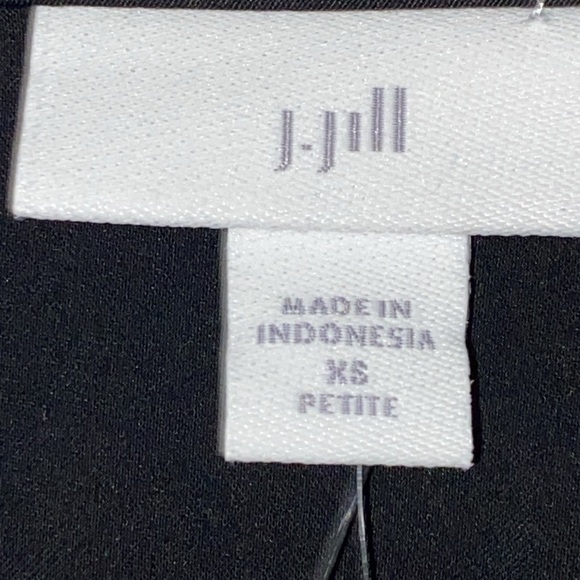 j.jill
MADE IN
INDONESIA
XS
PETITE